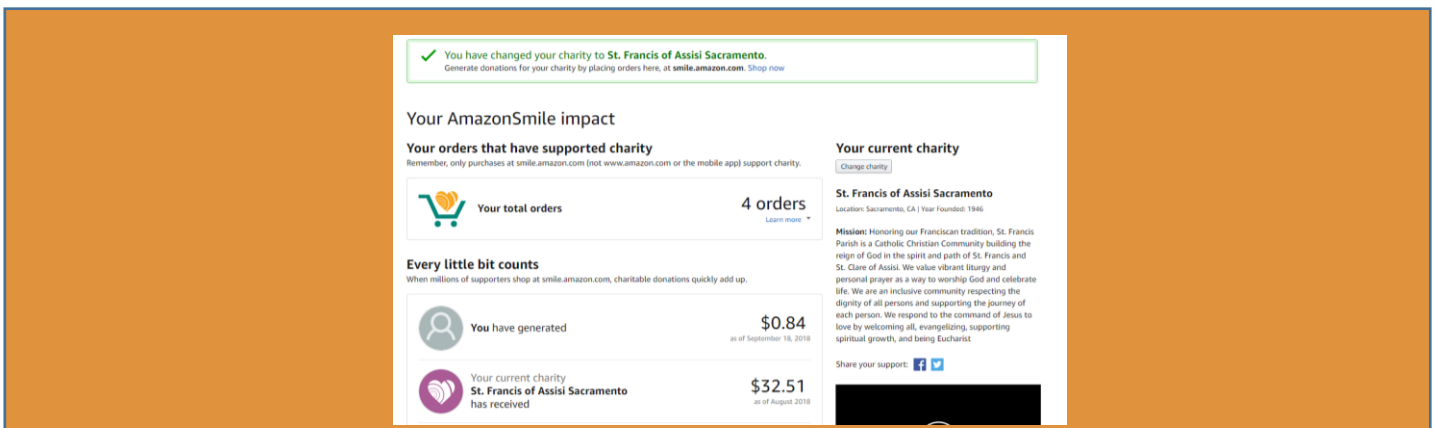 You have changed your charity to St. Francis of Assisi Sacramento.
Generate donations for your charity by placing orders here, at smile.amazon.com. Shop now
Your AmazonSmile impact
Your orders that have supported charity
Remember, only purchases at smile.amazon.com (not www.amazon.com or the mobile app) support charity.
Your total orders
4 orders
Learn more
Every little bit counts
When millions of supporters shop at smile.amazon.com, charitable donations quickly add up.
You have generated
$0.84
as of September 18, 2018
Your current charity
St. Francis of Assisi Sacramento
has received
$32.51
as of August 2018
Your current charity
Change charity
St. Francis of Assisi Sacramento
Location: Sacramento, CA | Year Founded: 1946
Mission: Honoring our Franciscan tradition, St. Francis
Parish is a Catholic Christian Community building the
reign of God in the spirit and path of St. Francis and
St. Clare of Assisi. We value vibrant liturgy and
personal prayer as a way to worship God and celebrate
life. We are an inclusive community respecting the
dignity of all persons and supporting the journey of
each person. We respond to the command of Jesus to
love by welcoming all, evangelizing, supporting
spiritual growth, and being Eucharist
Share your support: